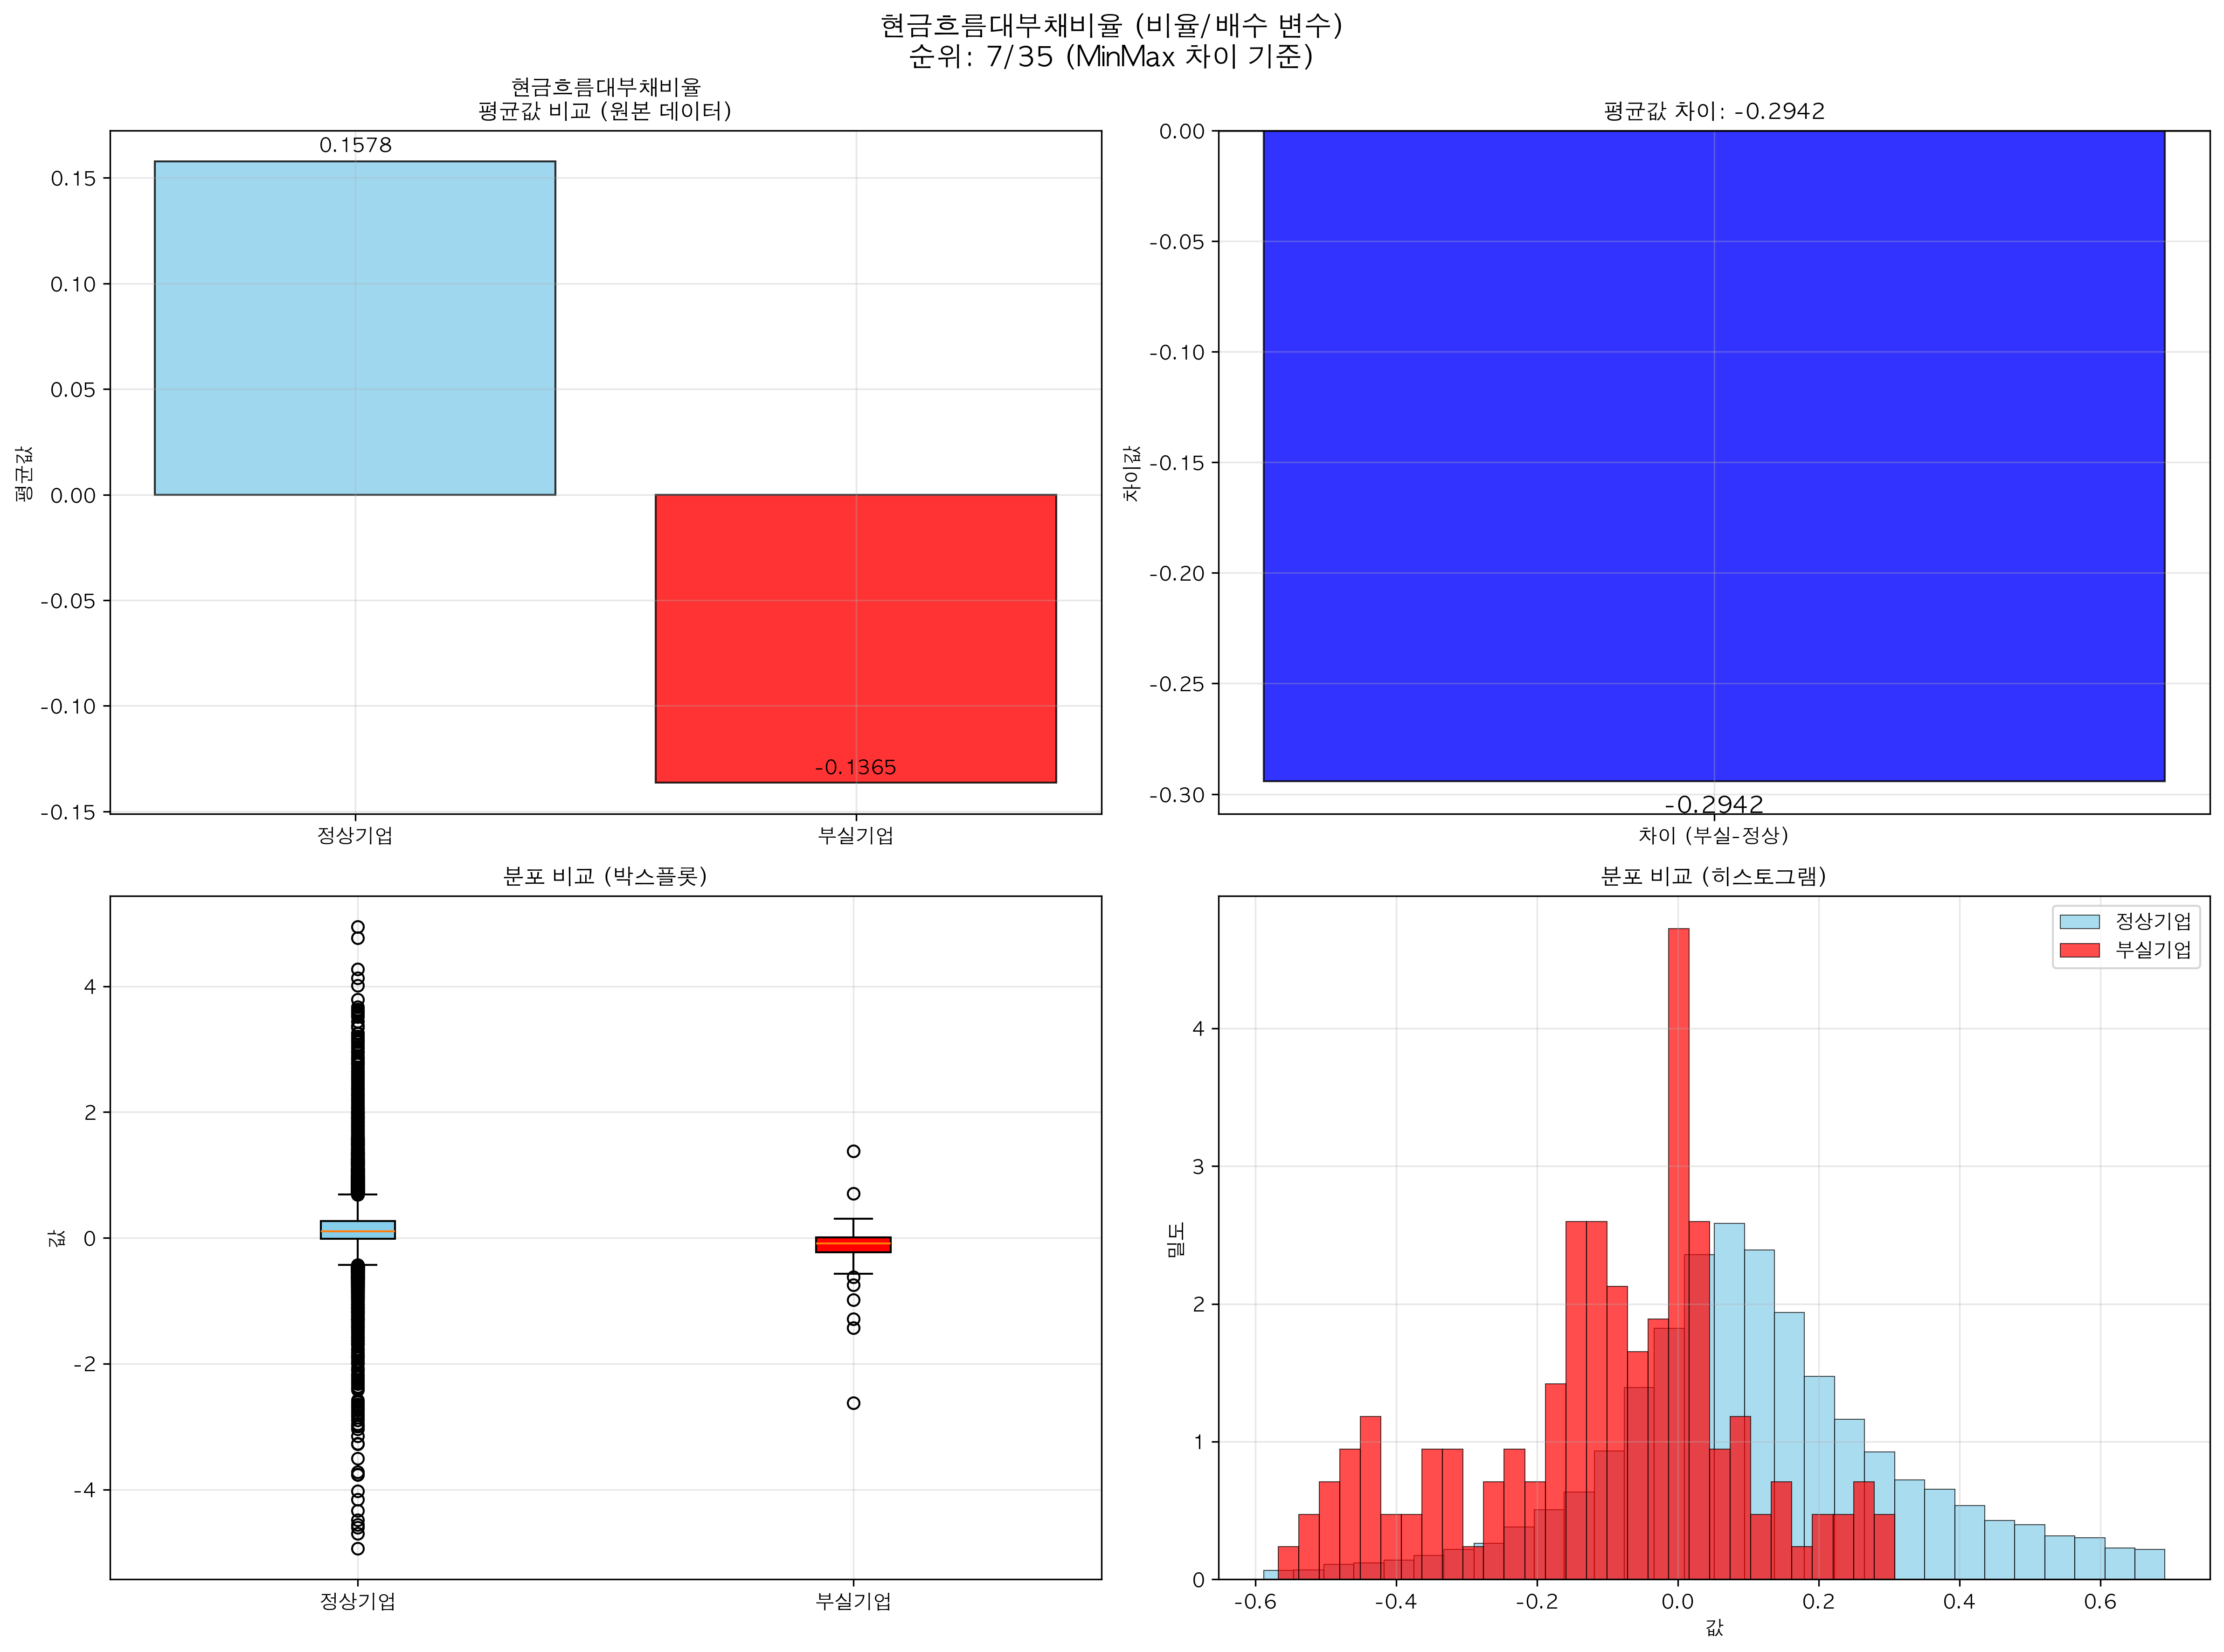 현금흐름대부채비율 (비율/배수 변수)
순위: 7/35 (MinMax 차이 기준)
현금흐름대부채비율
평균값 비교 (원본 데이터)
0.1578
-0.1365
0.15
0.10
0.05
0.00
-0.05
-0.10
-0.15
평균값
정상기업
부실기업
평균값 차이: -0.2942
0.00
-0.05
-0.10
-0.15
-0.20
-0.25
-0.30
차이값
-0.2942
차이 (부실-정상)
분포 비교 (박스플롯)
4
2
0
-2
-4
값
정상기업
부실기업
분포 비교 (히스토그램)
정상기업
부실기업
4
3
2
1
0
밀도
-0.6
-0.4
-0.2
0.0
0.2
0.4
0.6
값